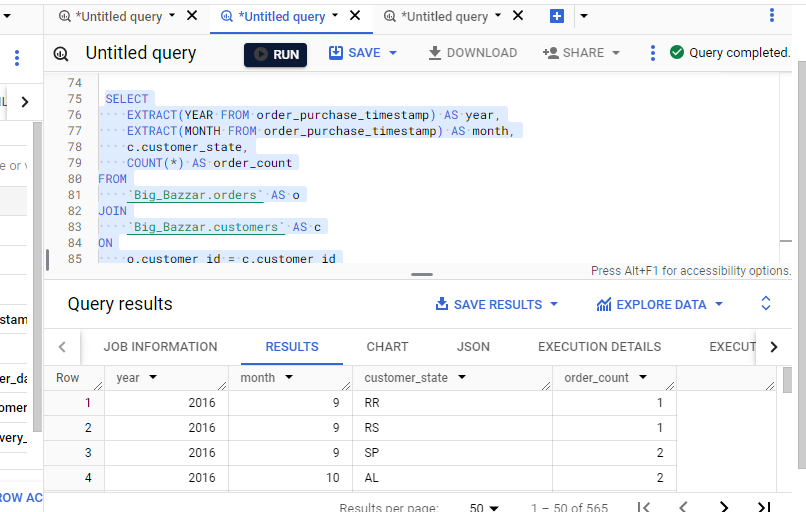 *Untitled query
*Untitled query
*Untitled query
Untitled query
RUN
SAVE
DOWNLOAD
SHARE
Query completed.
74
75 SELECT
76 EXTRACT(YEAR FROM order_purchase_timestamp) AS year,
77 EXTRACT(MONTH FROM order_purchase_timestamp) AS month,
78 c.customer_state,
79 COUNT(*) AS order_count
80 FROM
81 `Big_Bazzar.orders` AS o
82 JOIN
83 `Big_Bazzar.customers` AS c
84 ON
85 o.customer_id = c.customer_id
Press Alt+F1 for accessibility options.
Query results
SAVE RESULTS
EXPLORE DATA
JOB INFORMATION
RESULTS
CHART
JSON
EXECUTION DETAILS
EXECUT
Row year month customer_state order_count
1 2016 9 RR 1
2 2016 9 RS 1
3 2016 9 SP 2
4 2016 10 AL 2
ROW AC
Results per page: 50 1 – 50 of 565